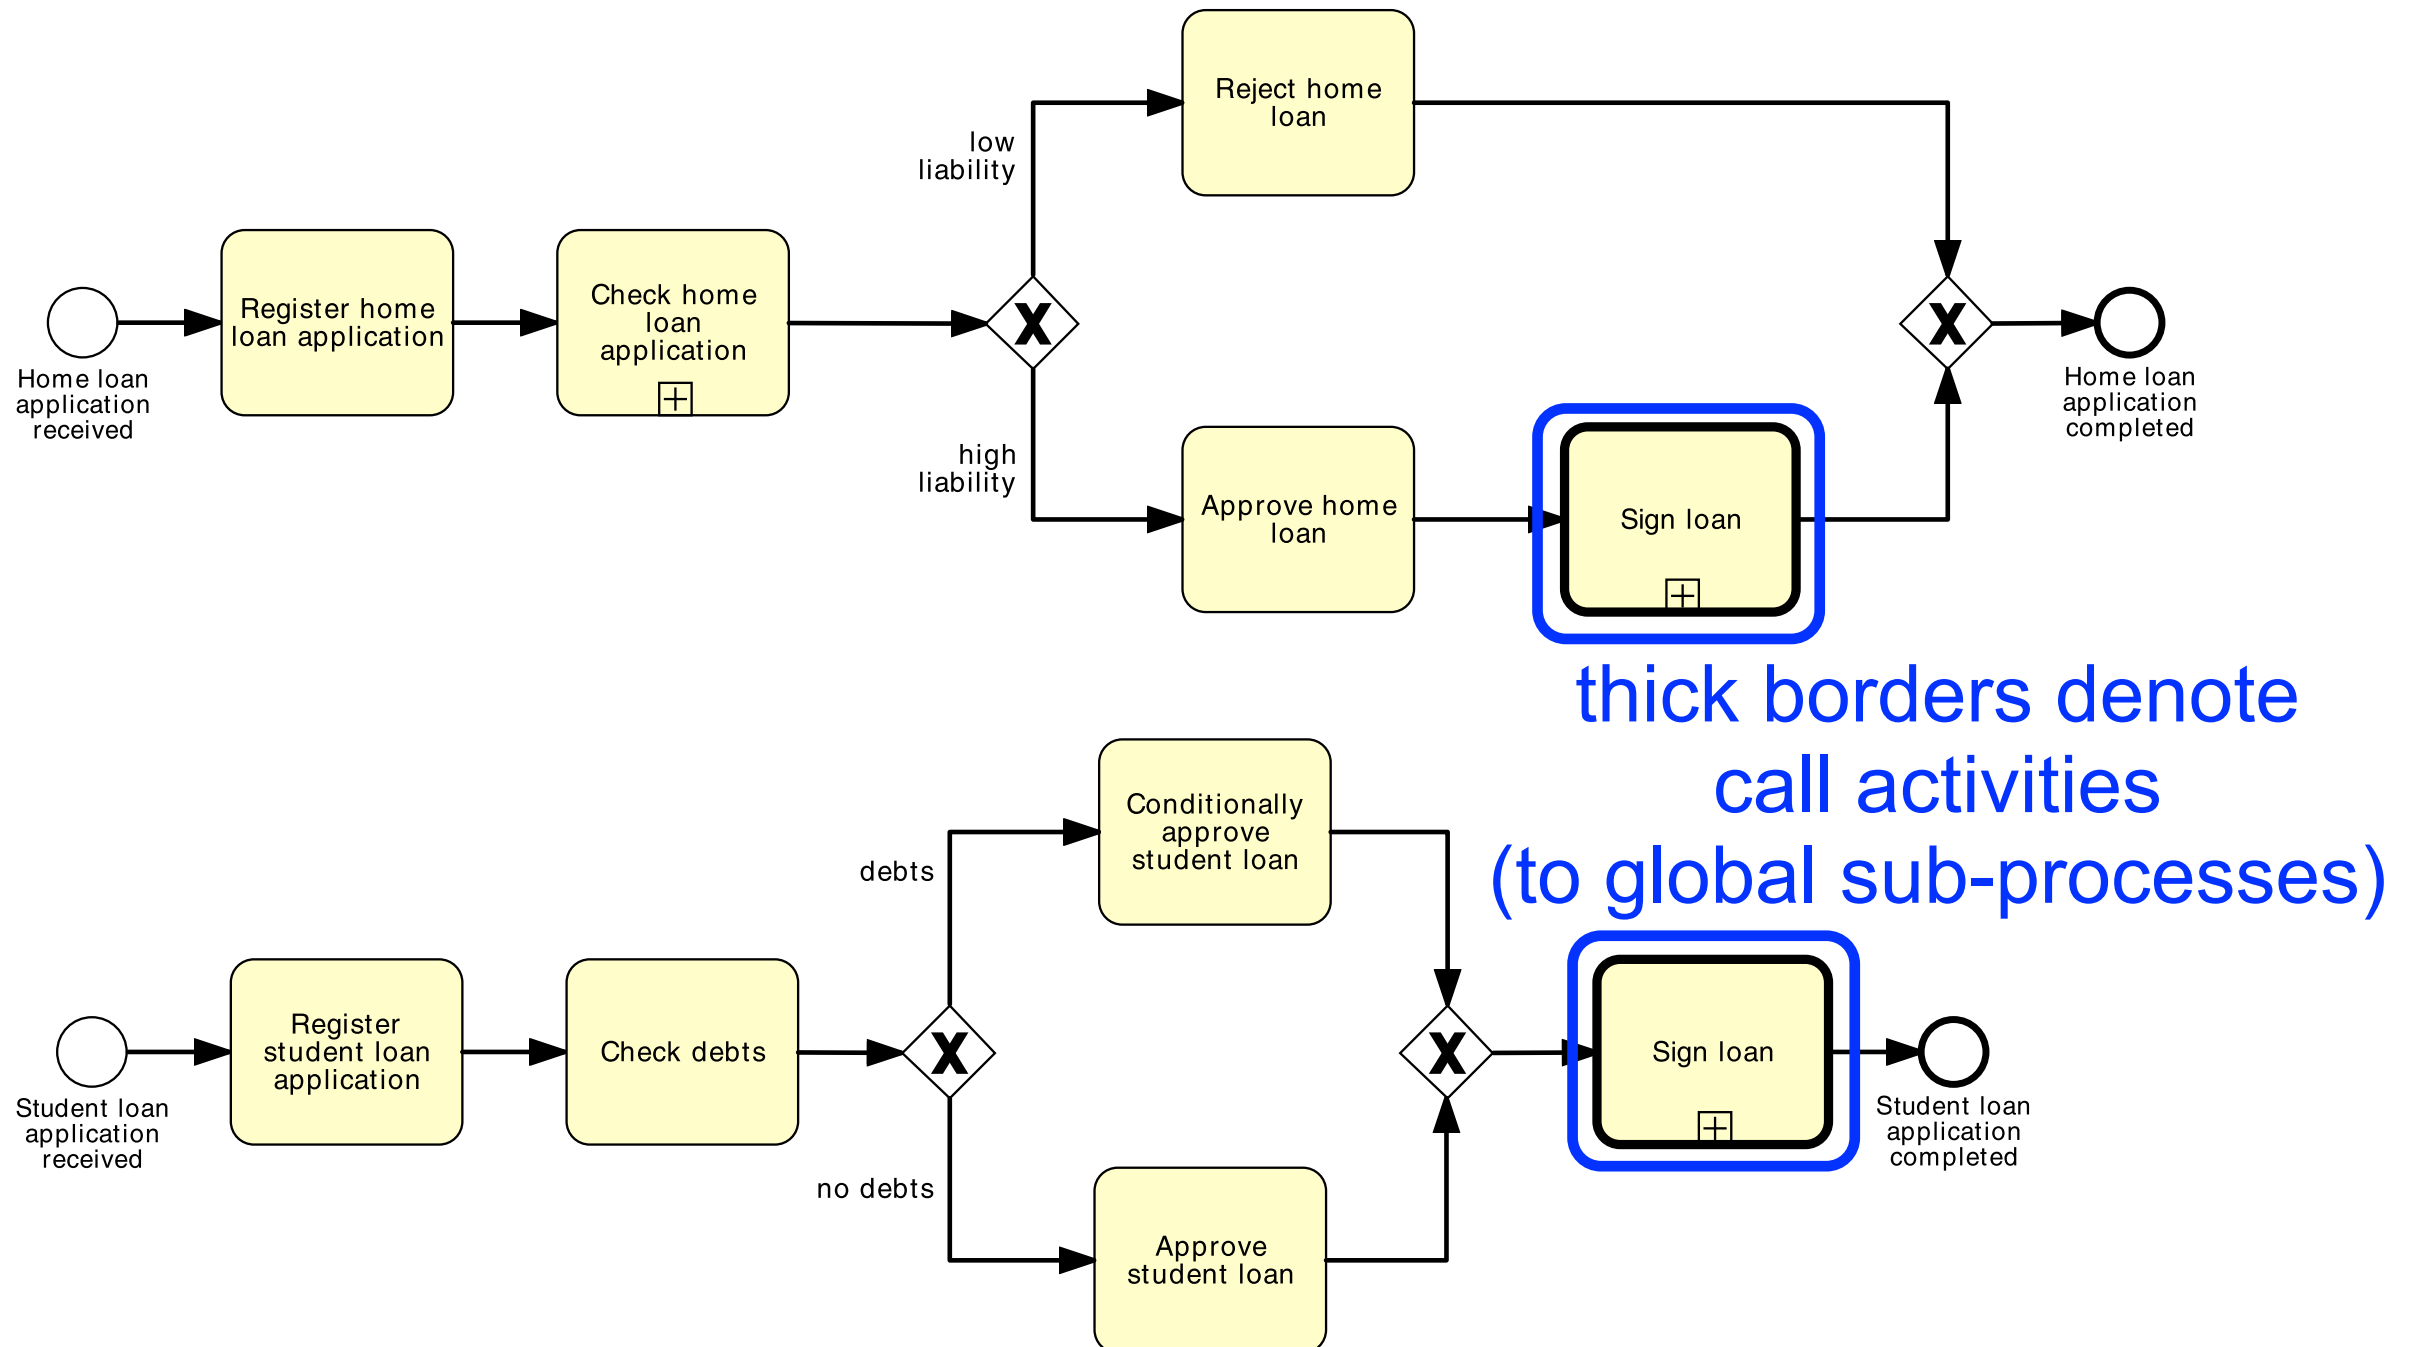 Reject home
loan
low
liability
Register home
loan application
Check home
loan
application
X
X
Home loan
application
received
Home loan
application
completed
high
liability
Approve home
loan
Sign loan
thick borders denote
call activities
(to global sub-processes)
Conditionally
approve
student loan
debts
Register
student loan
application
Check debts
X
X
Sign loan
Student loan
application
received
Student loan
application
completed
no debts
Approve
student loan